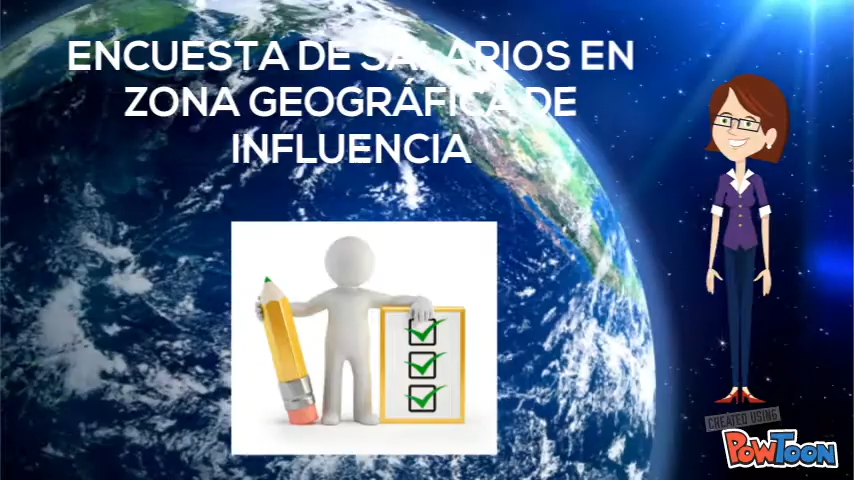 ENCUESTA DE SALARIOS EN
ZONA GEOGRÁFICA DE
INFLUENCIA
CREATED USING
POWTOON